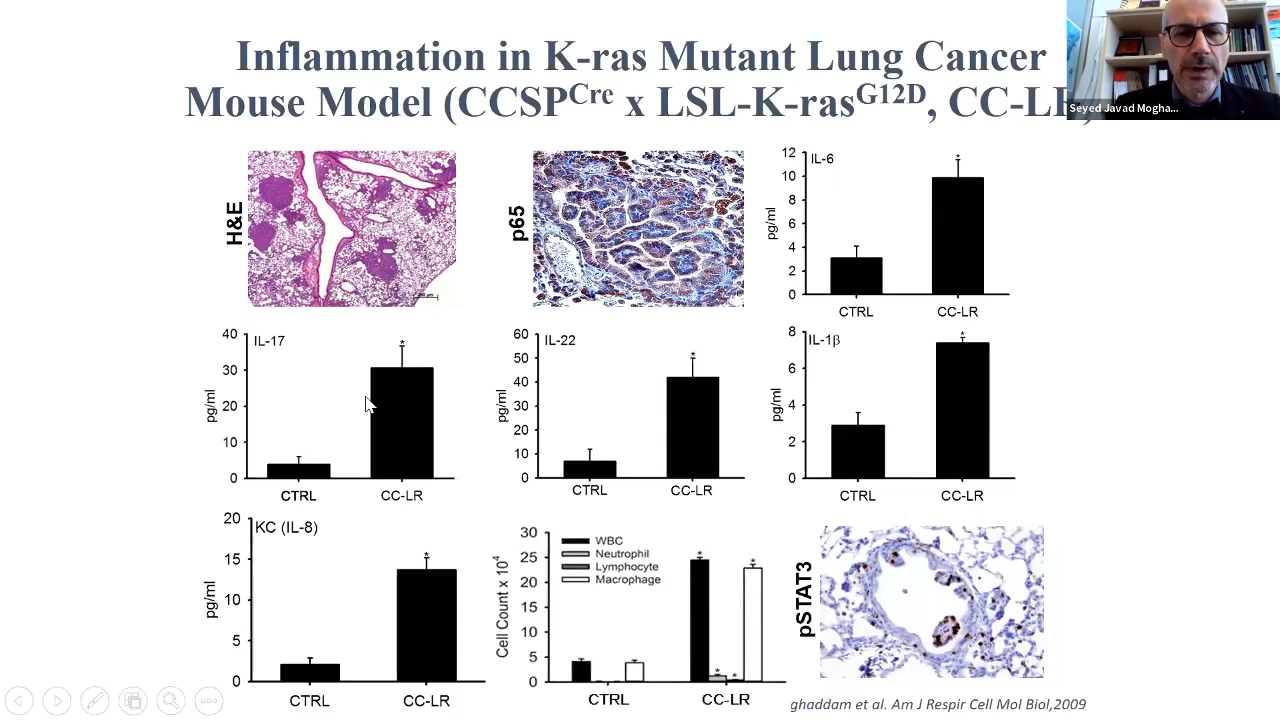 Inflammation in K-ras Mutant Lung Cancer
Mouse Model (CCSPCre x LSL-K-rasG12D, CC-LR)
Seyed Javad Mogha...
H&E
p65
IL-6
12
10
8
6
4
2
0
pg/ml
CTRL
CC-LR
*
IL-17
40
30
20
10
0
pg/ml
CTRL
CC-LR
*
IL-22
60
50
40
30
20
10
0
pg/ml
CTRL
CC-LR
*
IL-1β
8
6
4
2
0
pg/ml
CTRL
CC-LR
*
KC (IL-8)
20
15
10
5
0
pg/ml
CTRL
CC-LR
*
30
25
20
15
10
5
0
Cell Count x 10⁴
WBC
Neutrophil
Lymphocyte
Macrophage
* * * *
CTRL
CC-LR
pSTAT3
ghaddam et al. Am J Respir Cell Mol Biol,2009